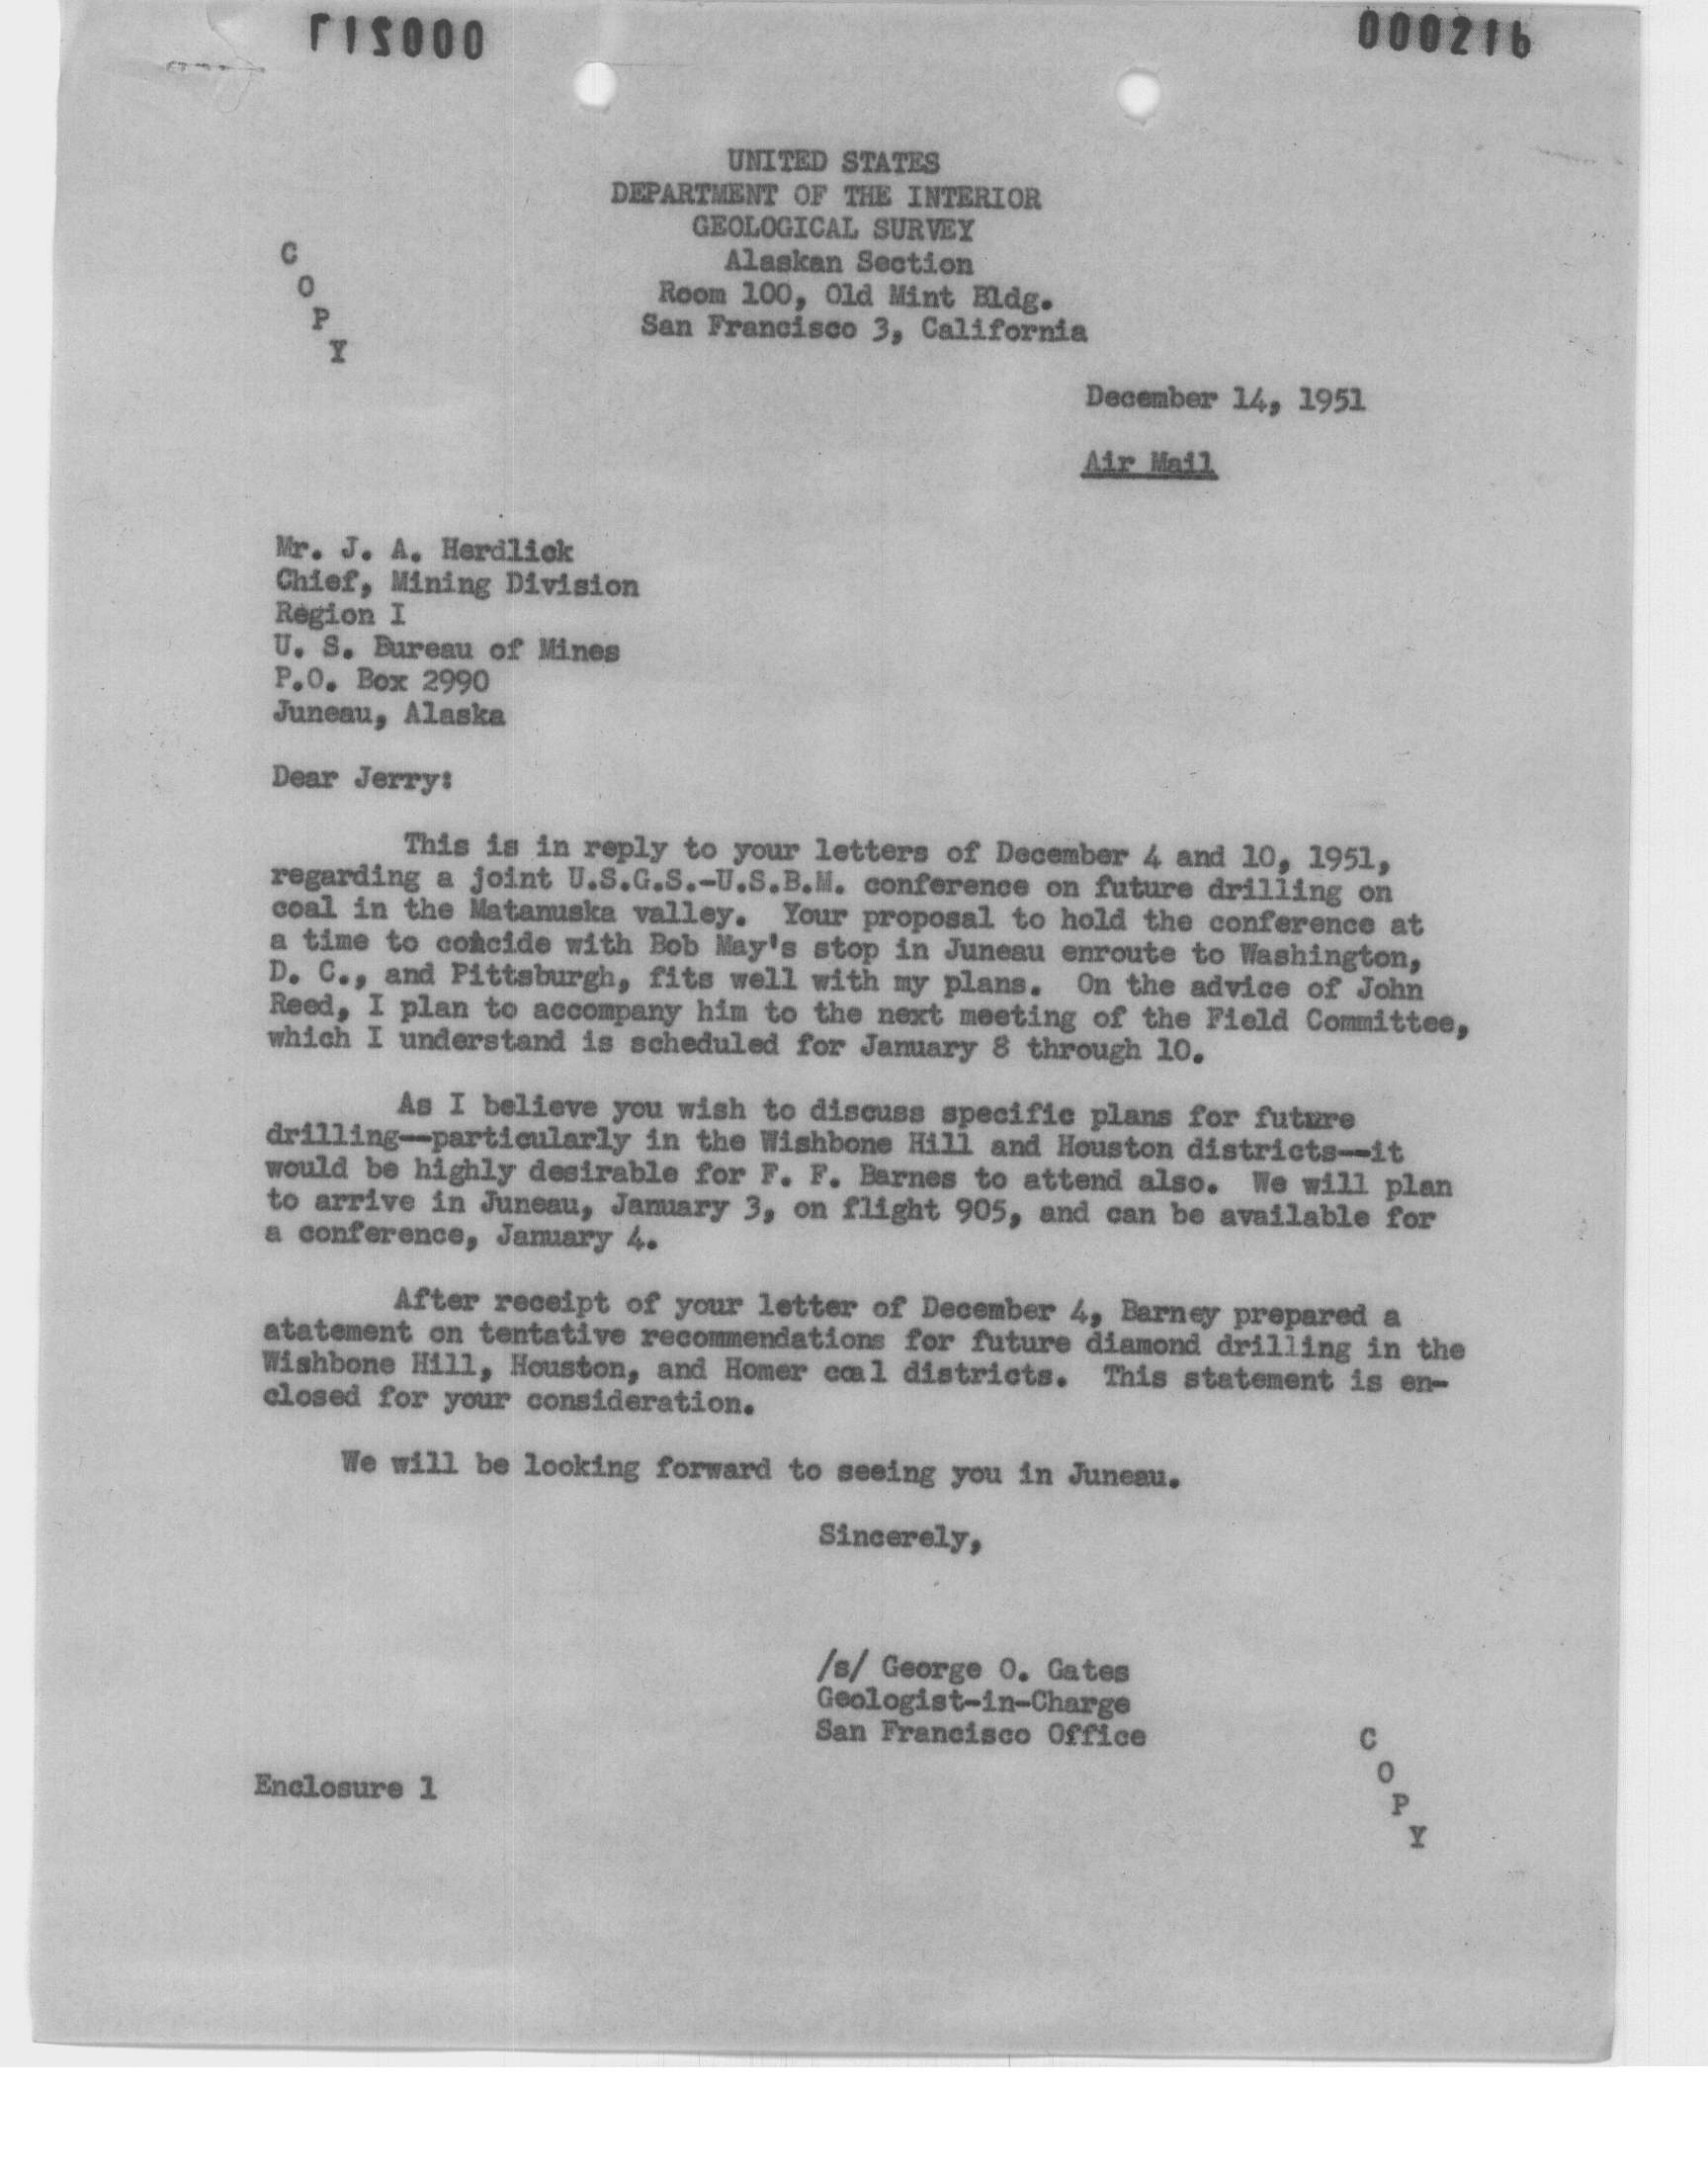 000217
000216
UNITED STATES
DEPARTMENT OF THE INTERIOR
GEOLOGICAL SURVEY
Alaskan Section
Room 100, Old Mint Bldg.
San Francisco 3, California
C
O
P
Y
December 14, 1951
Air Mail
Mr. J. A. Herdlick
Chief, Mining Division
Region I
U. S. Bureau of Mines
P.O. Box 2990
Juneau, Alaska
Dear Jerry:
This is in reply to your letters of December 4 and 10, 1951,
regarding a joint U.S.G.S.-U.S.B.M. conference on future drilling on
coal in the Matanuska valley. Your proposal to hold the conference at
a time to coincide with Bob May's stop in Juneau enroute to Washington,
D. C., and Pittsburgh, fits well with my plans. On the advice of John
Reed, I plan to accompany him to the next meeting of the Field Committee,
which I understand is scheduled for January 8 through 10.
As I believe you wish to discuss specific plans for future
drilling--particularly in the Wishbone Hill and Houston districts--it
would be highly desirable for F. F. Barnes to attend also. We will plan
to arrive in Juneau, January 3, on flight 905, and can be available for
a conference, January 4.
After receipt of your letter of December 4, Barney prepared a
atatement on tentative recommendations for future diamond drilling in the
Wishbone Hill, Houston, and Homer coal districts. This statement is en-
closed for your consideration.
We will be looking forward to seeing you in Juneau.
Sincerely,
/s/ George O. Gates
Geologist-in-Charge
San Francisco Office
Enclosure 1
C
O
P
Y